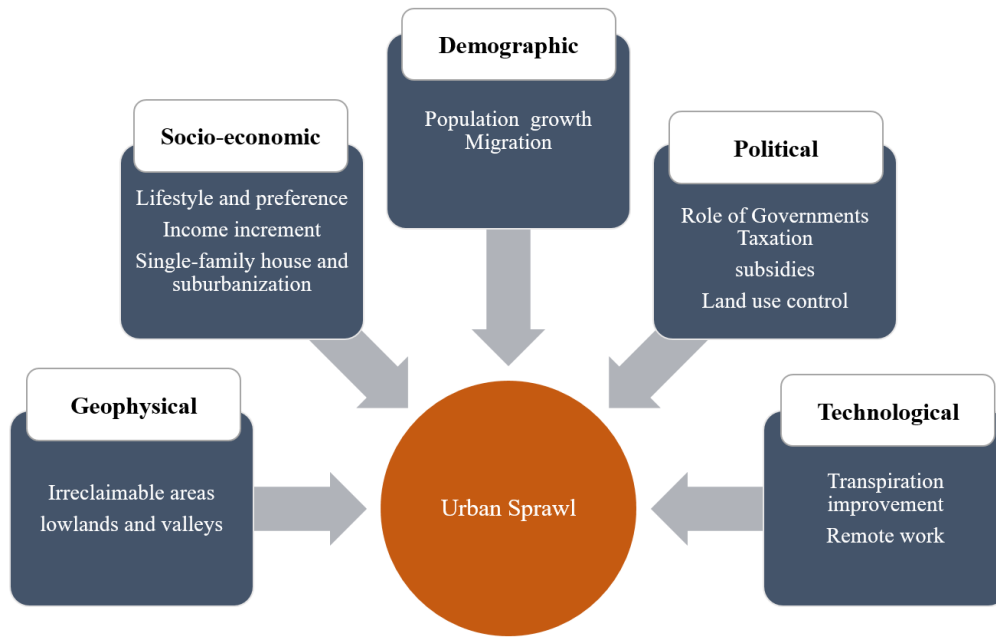 Demographic
Population growth
Migration
Socio-economic
Lifestyle and preference
Income increment
Single-family house and
suburbanization
Political
Role of Governments
Taxation
subsidies
Land use control
Geophysical
Irreclaimable areas
lowlands and valleys
Technological
Transpiration
improvement
Remote work
Urban Sprawl